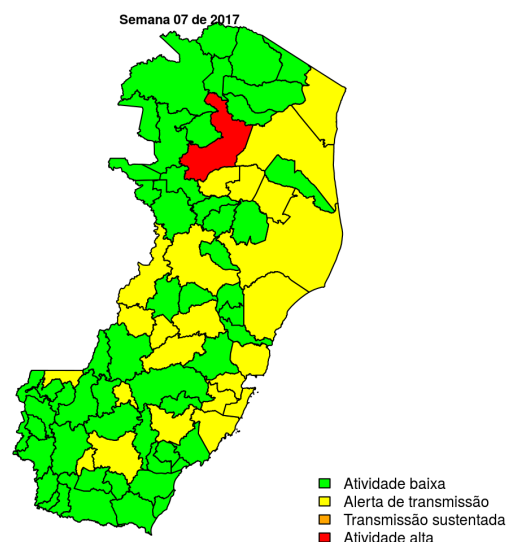 Semana 07 de 2017
Atividade baixa
Alerta de transmissão
Transmissão sustentada
Atividade alta